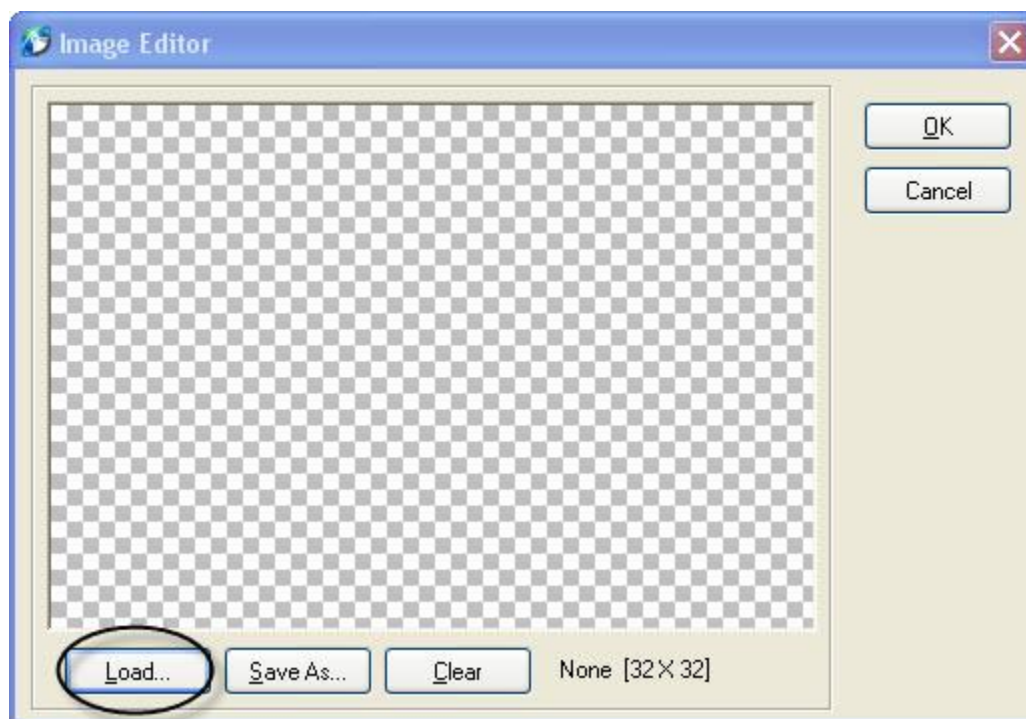 Image Editor
OK
Cancel
Load...
Save As...
Clear
None [32 X 32]